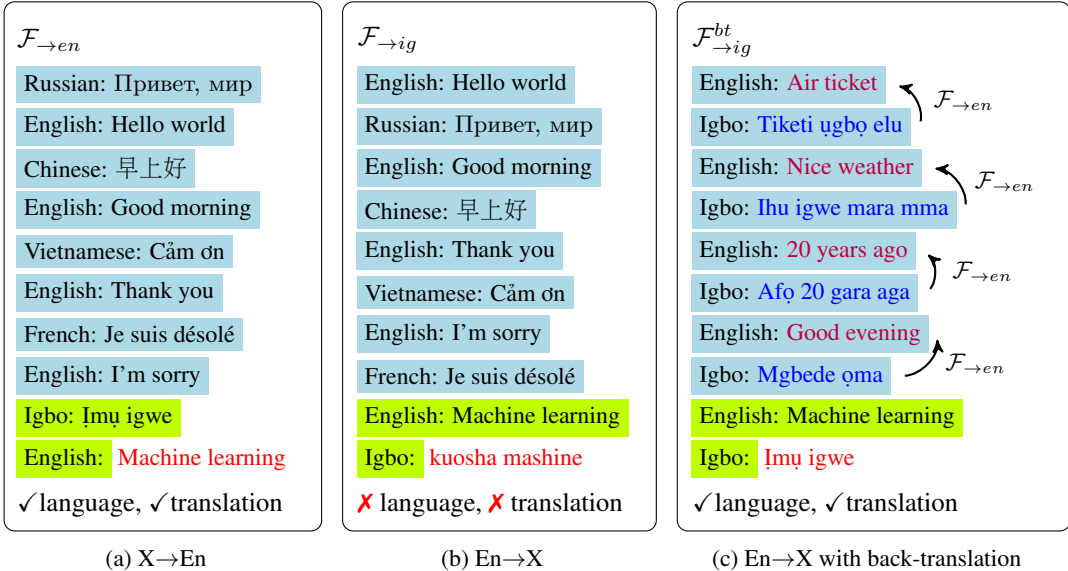 F→en
Russian: Привет, мир
English: Hello world
Chinese: 早上好
English: Good morning
Vietnamese: Cảm ơn
English: Thank you
French: Je suis désolé
English: I'm sorry
Igbo: Ịmụ igwe
English: Machine learning
✓language, ✓translation
(a) X→En
F→ig
English: Hello world
Russian: Привет, мир
English: Good morning
Chinese: 早上好
English: Thank you
Vietnamese: Cảm ơn
English: I'm sorry
French: Je suis désolé
English: Machine learning
Igbo: kuosha mashine
✗ language, ✗ translation
(b) En→X
F^bt→ig
English: Air ticket
F→en
Igbo: Tiketi ụgbọ elu
English: Nice weather
F→en
Igbo: Ihu igwe mara mma
English: 20 years ago
F→en
Igbo: Afọ 20 gara aga
English: Good evening
F→en
Igbo: Mgbede ọma
English: Machine learning
Igbo: Ịmụ igwe
✓language, ✓translation
(c) En→X with back-translation